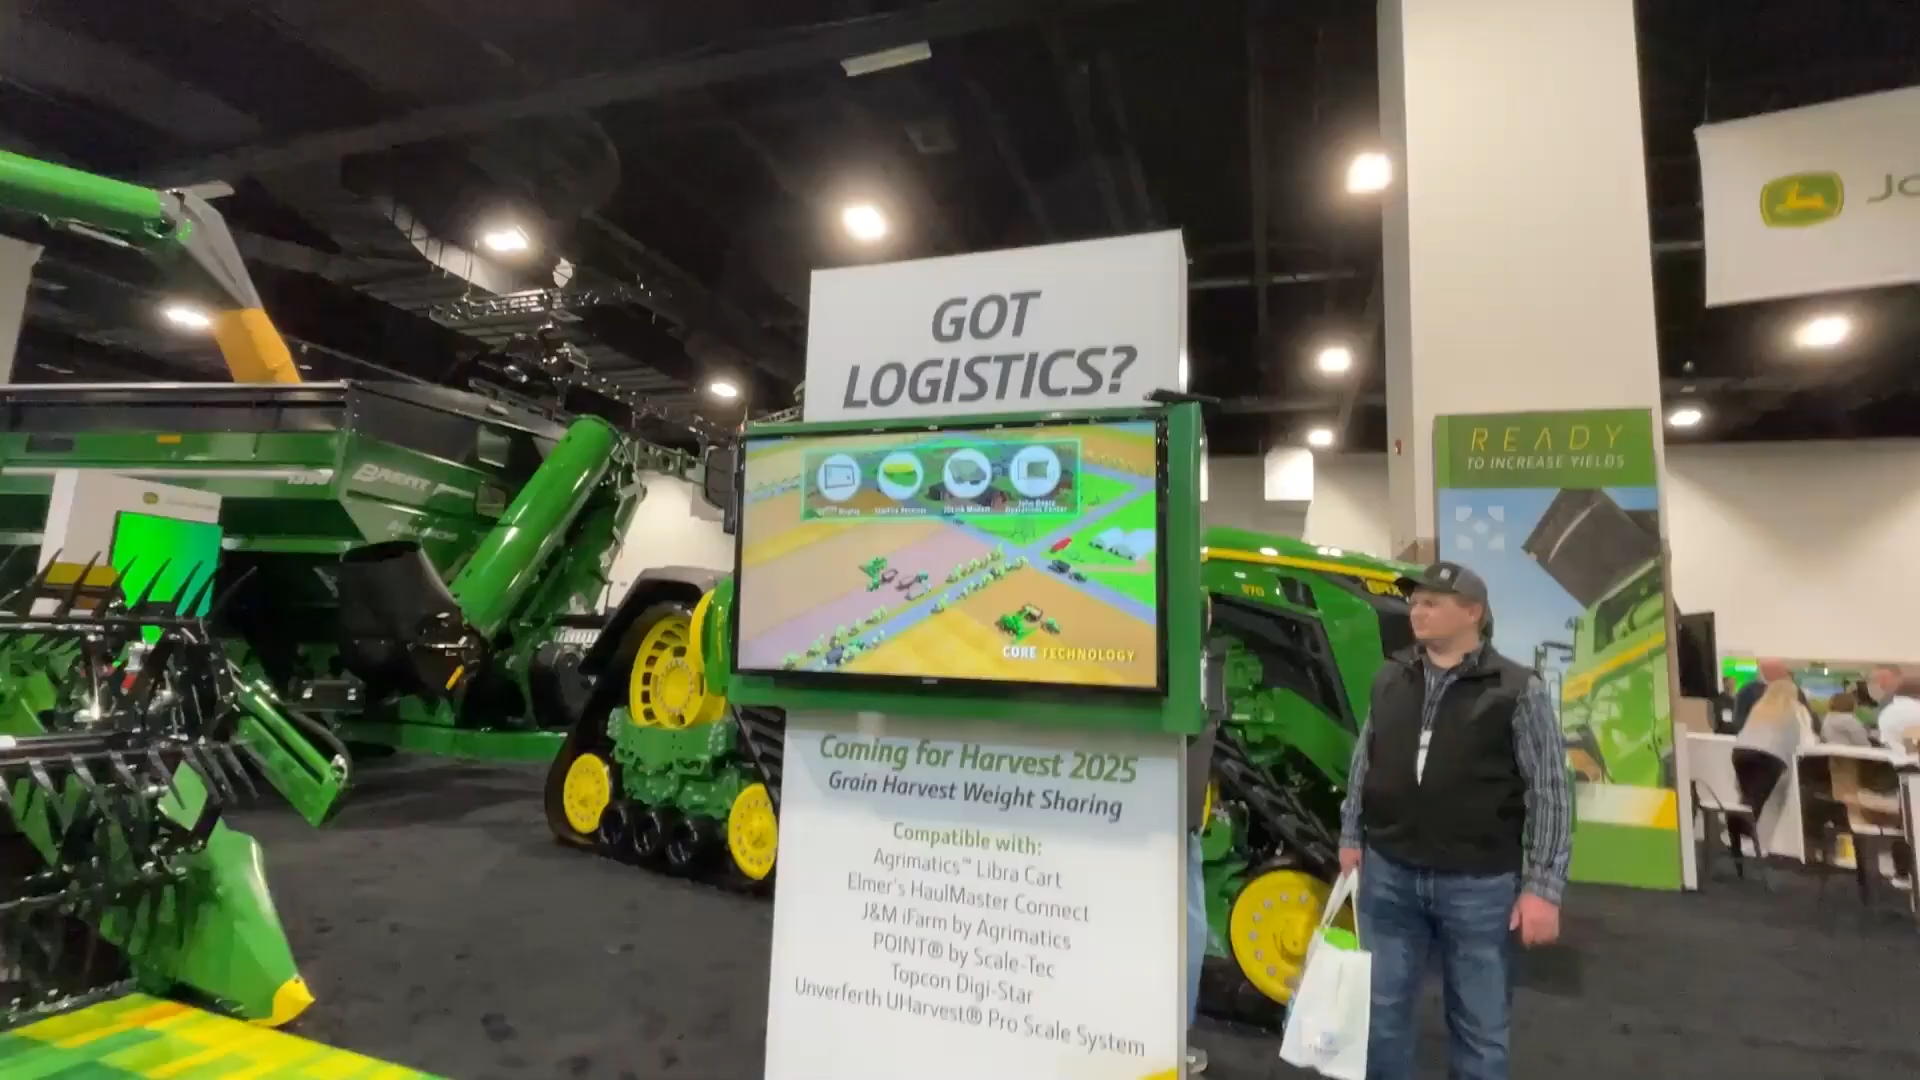 GOT
LOGISTICS?
CORE TECHNOLOGY
Coming for Harvest 2025
Grain Harvest Weight Sharing
Compatible with:
Agrimatics™ Libra Cart
Elmer's HaulMaster Connect
J&M iFarm by Agrimatics
POINT® by Scale-Tec
Topcon Digi-Star
Unverferth UHarvest® Pro Scale System
BRENT
READY
TO INCREASE YIELDS
JO